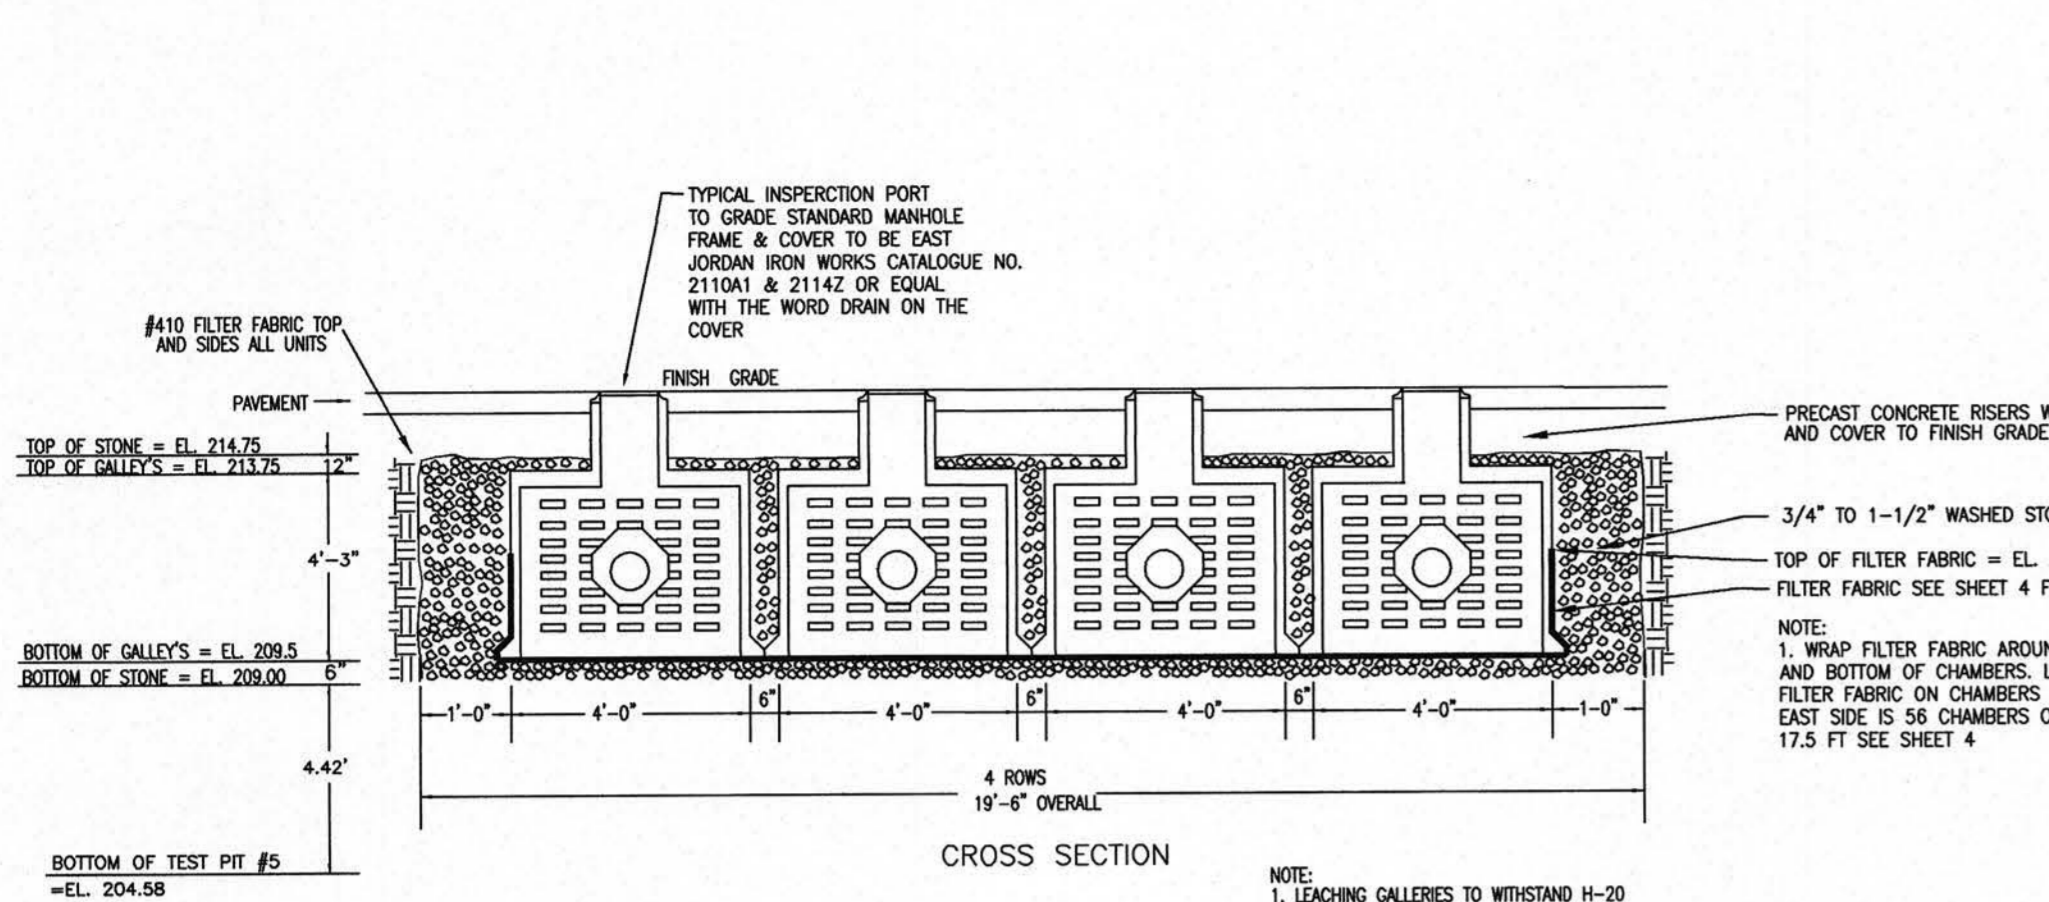 TYPICAL INSPERCTION PORT
TO GRADE STANDARD MANHOLE
FRAME & COVER TO BE EAST
JORDAN IRON WORKS CATALOGUE NO.
2110A1 & 2114Z OR EQUAL
WITH THE WORD DRAIN ON THE
COVER
#410 FILTER FABRIC TOP
AND SIDES ALL UNITS
FINISH GRADE
PAVEMENT
PRECAST CONCRETE RISERS
AND COVER TO FINISH GRADE
TOP OF STONE = EL. 214.75
TOP OF GALLEY'S = EL. 213.75
12"
3/4" TO 1-1/2" WASHED
4'-3"
TOP OF FILTER FABRIC = EL.
FILTER FABRIC SEE SHEET 4
NOTE:
1. WRAP FILTER FABRIC
AND BOTTOM OF CHAMBERS.
FILTER FABRIC ON CHAMBERS
EAST SIDE IS 56 CHAMBERS
17.5 FT SEE SHEET 4
BOTTOM OF GALLEY'S = EL. 209.5
BOTTOM OF STONE = EL. 209.00
6"
1'-0" 4'-0" 6" 4'-0" 6" 4'-0" 6" 4'-0" 1-0"
4.42'
4 ROWS
19'-6" OVERALL
CROSS SECTION
BOTTOM OF TEST PIT #5
=EL. 204.58
NOTE:
1. LEACHING GALLERIES TO WITHSTAND H-20